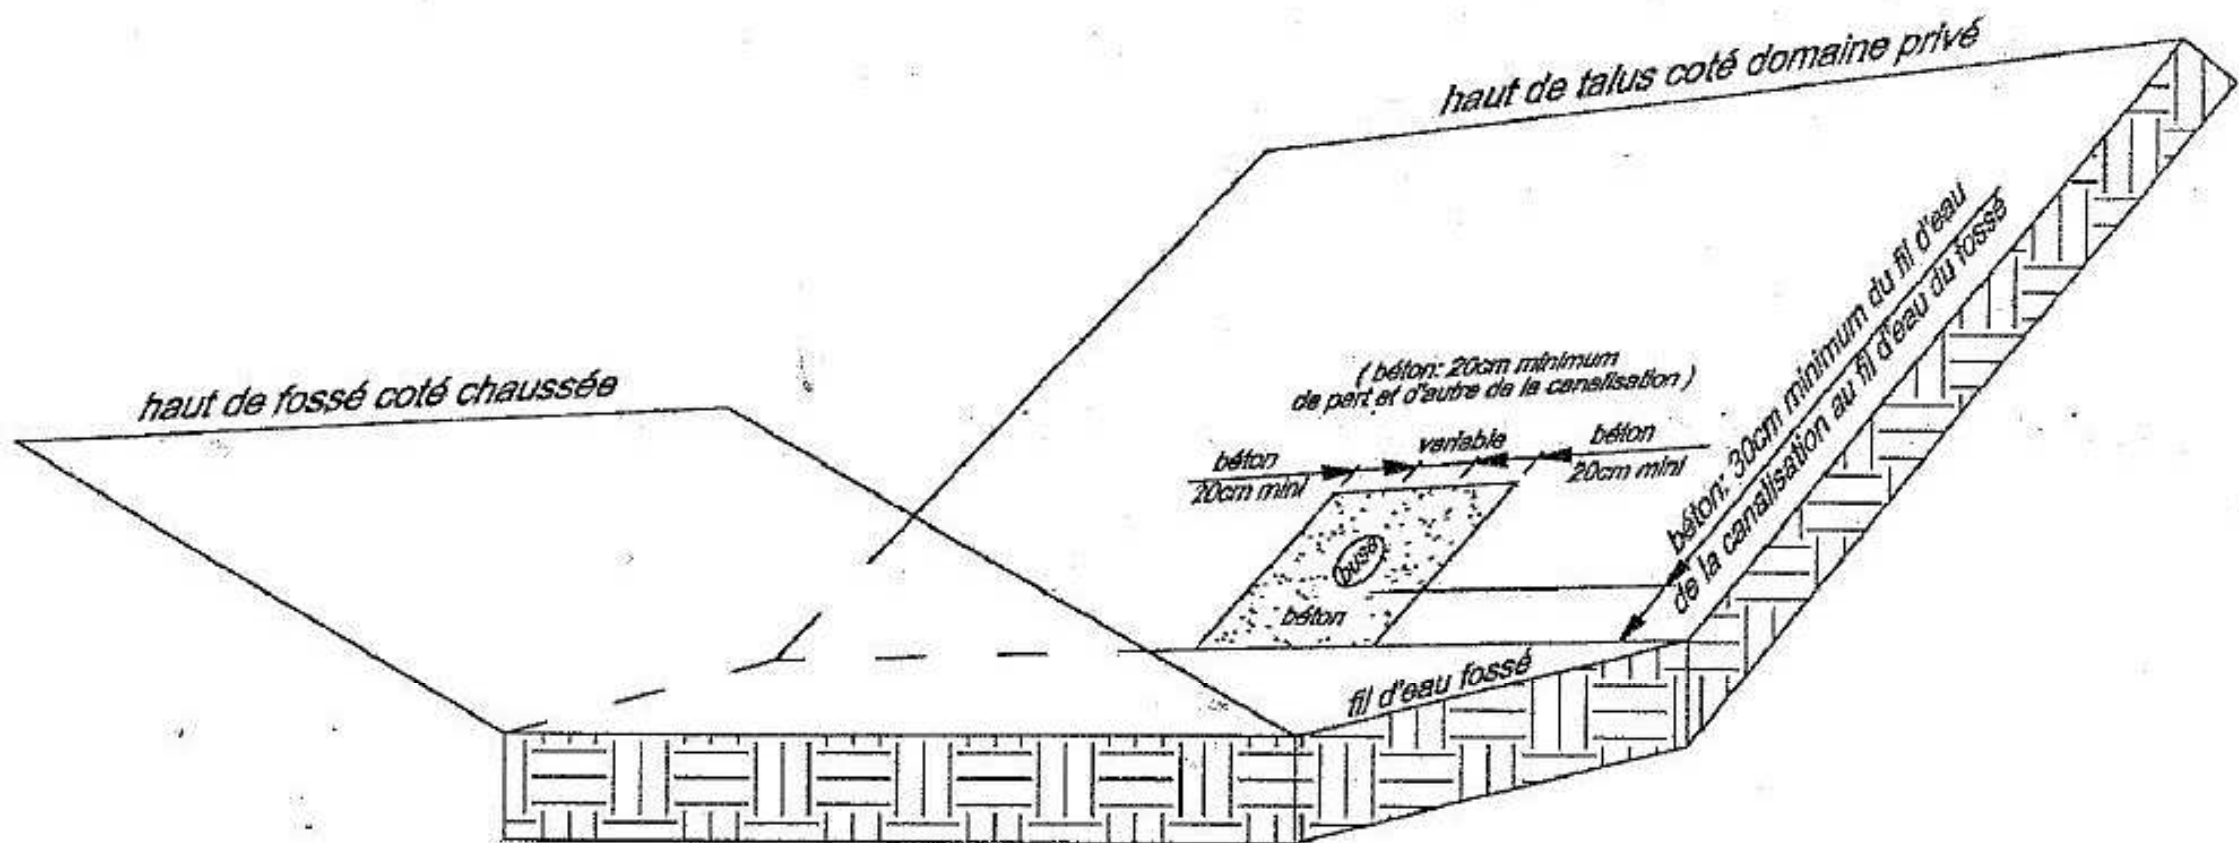 haut de talus coté domaine privé
haut de fossé coté chaussée
( béton: 20cm minimum
de part et d'autre de la canalisation )
béton
20cm mini
variable
béton
20cm mini
béton: 30cm minimum du fil d'eau
de la canalisation au fil d'eau du fossé
buse
béton
fil d'eau fossé